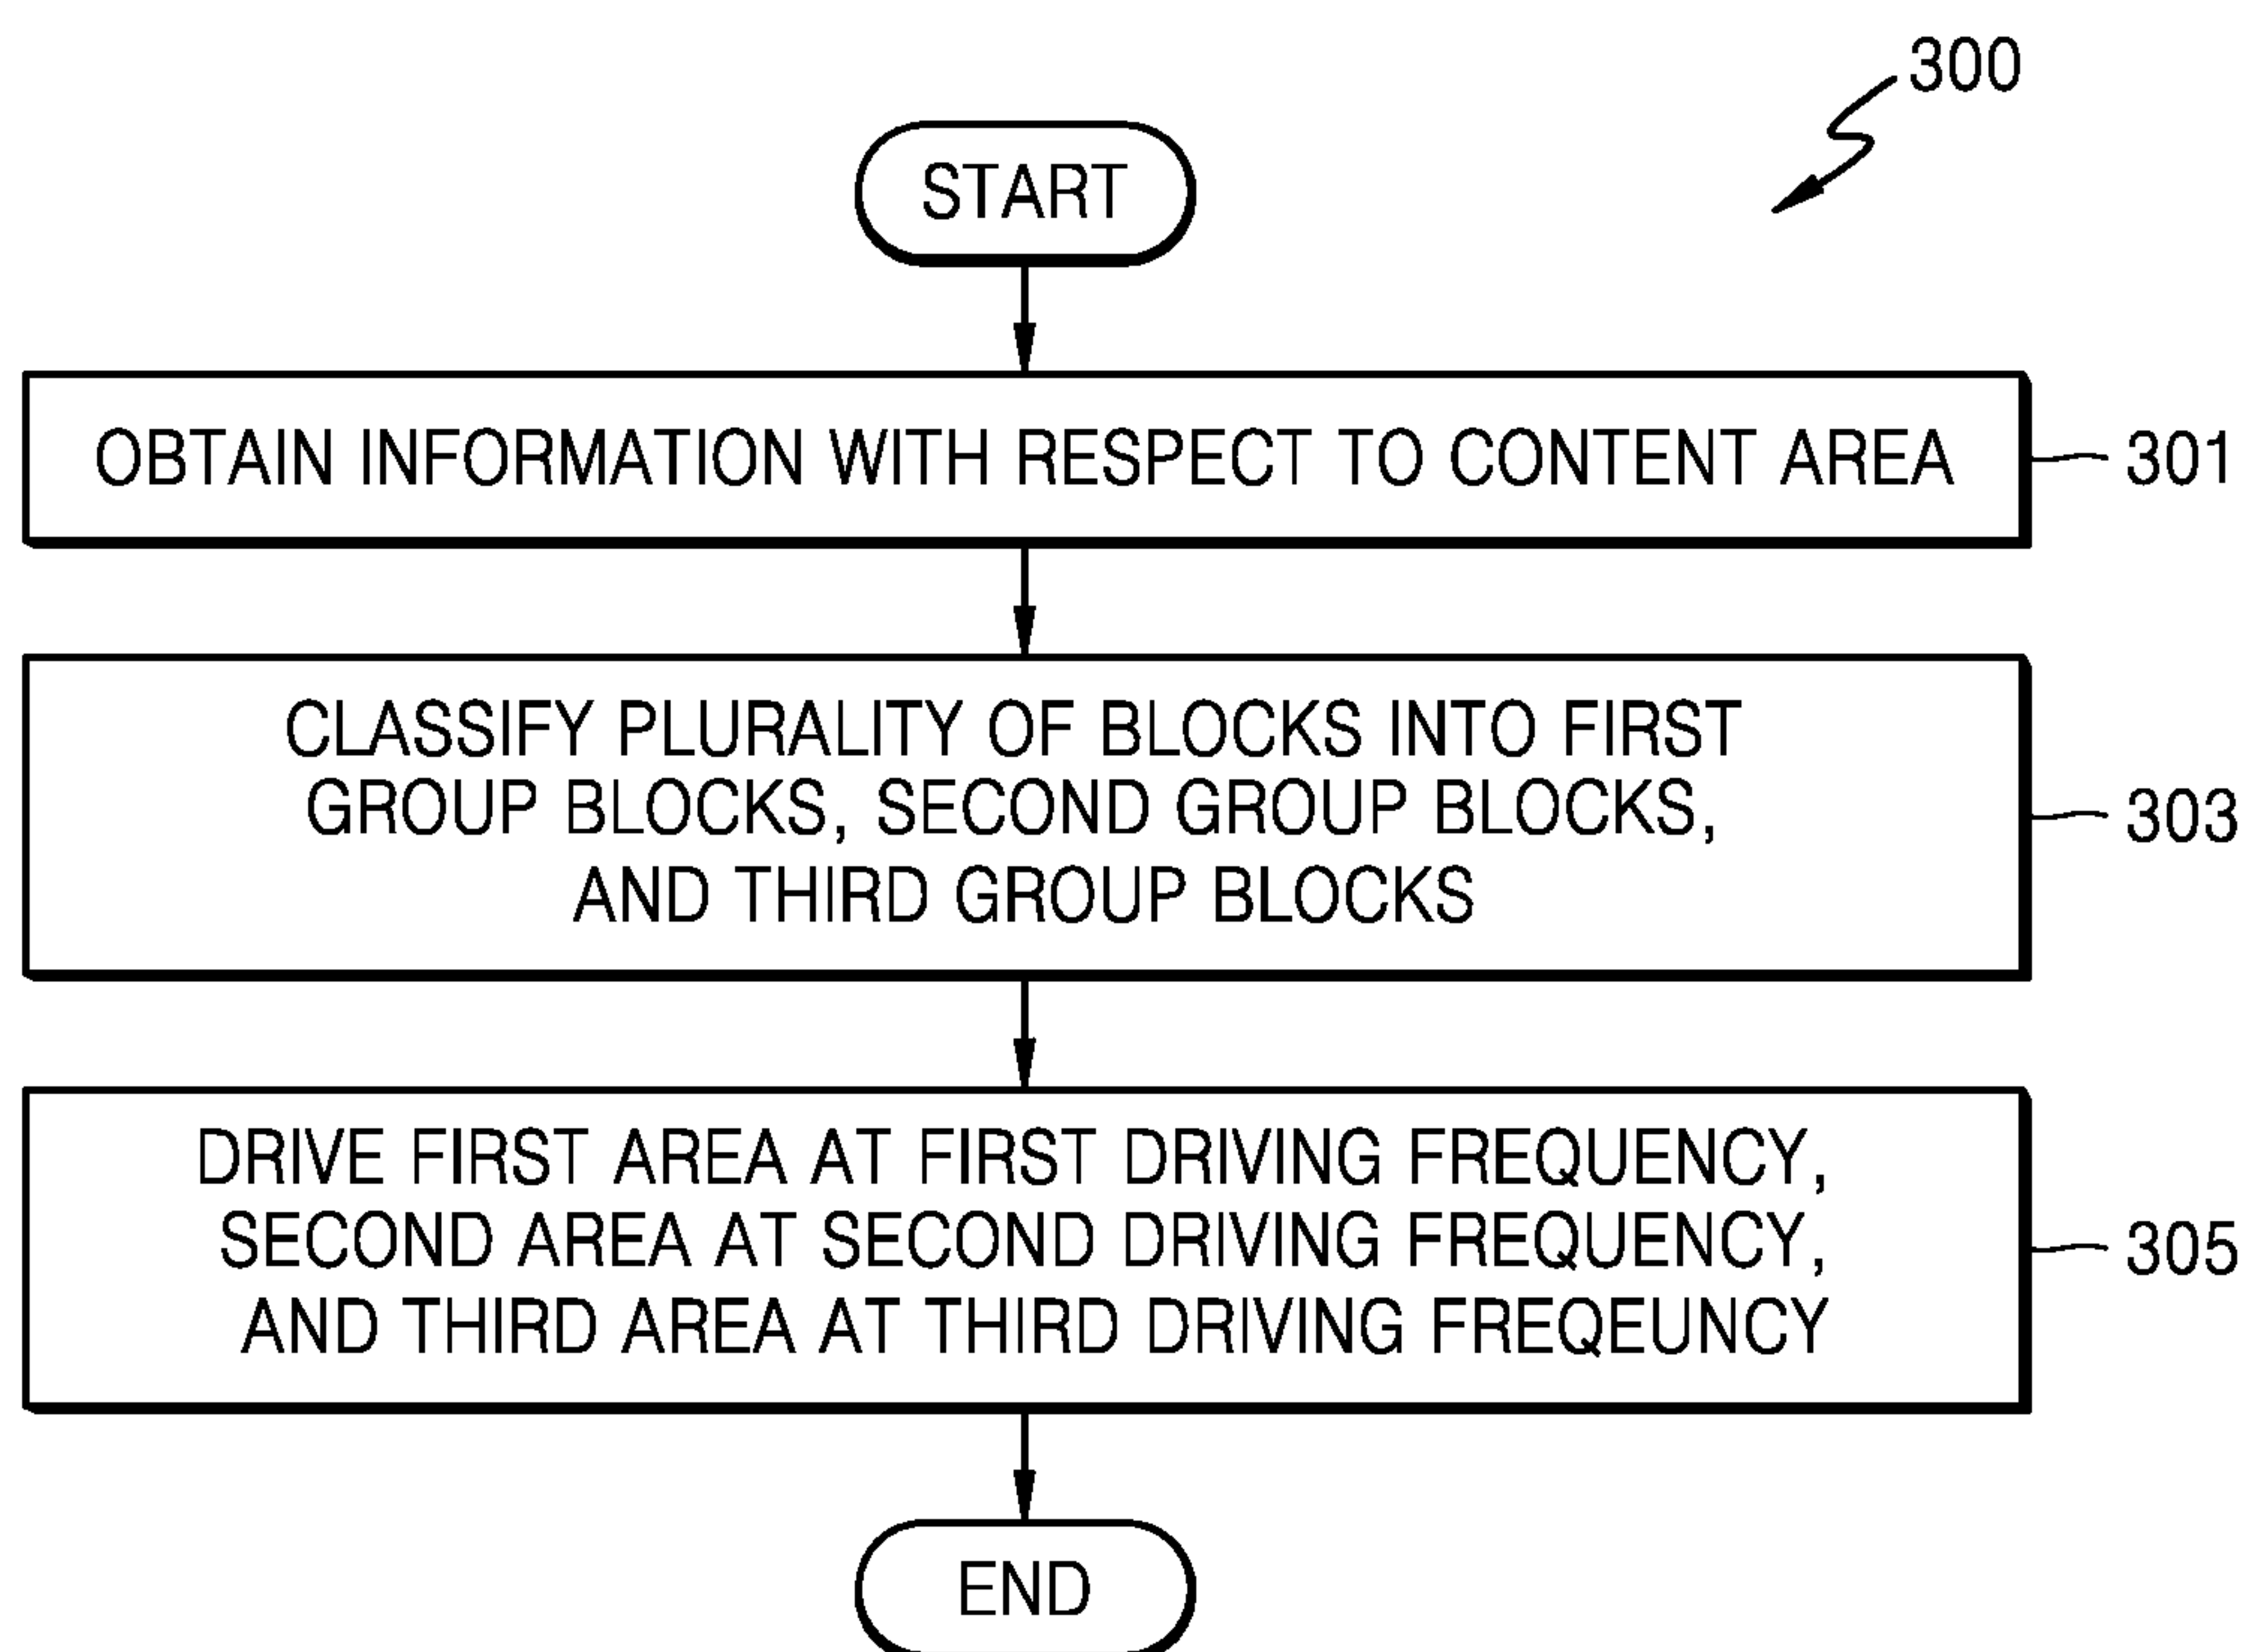 300
START
OBTAIN INFORMATION WITH RESPECT TO CONTENT AREA
301
CLASSIFY PLURALITY OF BLOCKS INTO FIRST
GROUP BLOCKS, SECOND GROUP BLOCKS,
AND THIRD GROUP BLOCKS
303
DRIVE FIRST AREA AT FIRST DRIVING FREQUENCY,
SECOND AREA AT SECOND DRIVING FREQUENCY,
AND THIRD AREA AT THIRD DRIVING FREQEUNCY
305
END